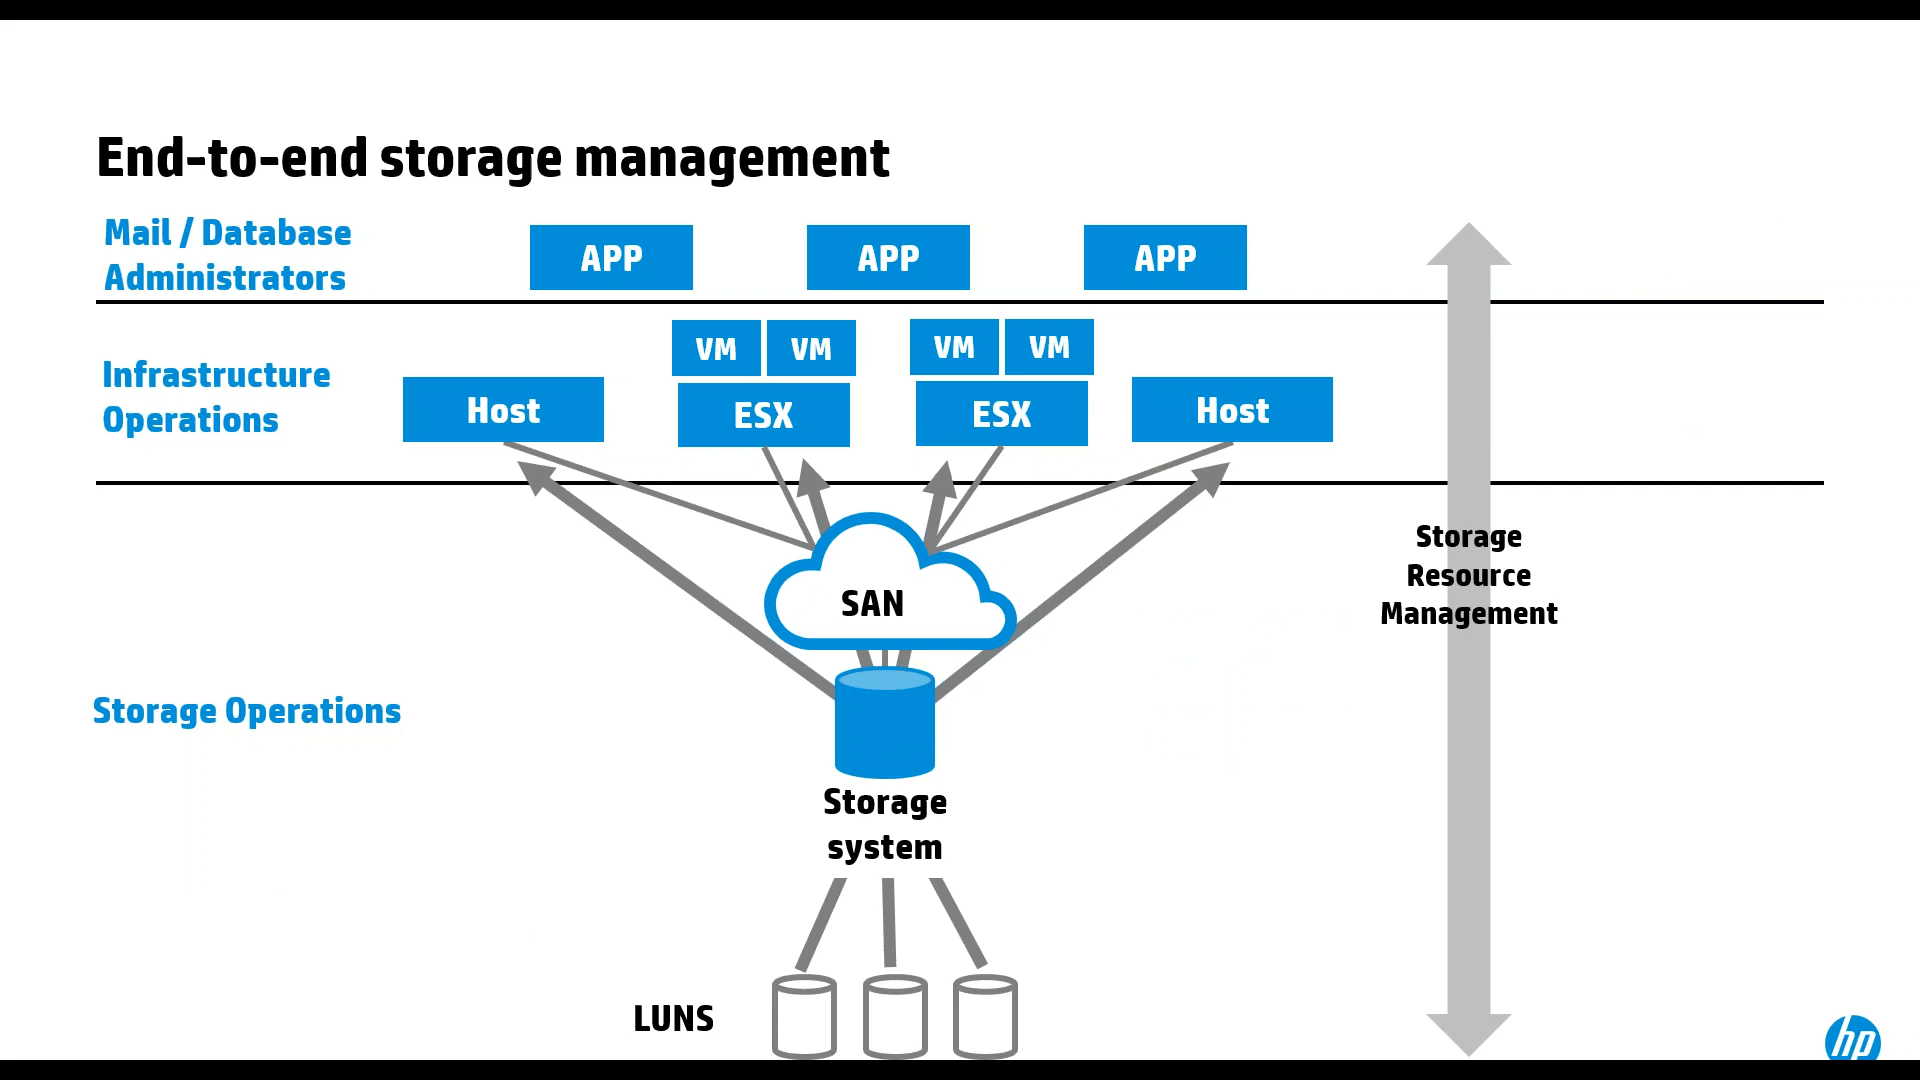 End-to-end storage management
Mail / Database
Administrators
APP
APP
APP
Infrastructure
Operations
VM
VM
VM
VM
Host
ESX
ESX
Host
SAN
Storage
Resource
Management
Storage Operations
Storage
system
LUNS
hp